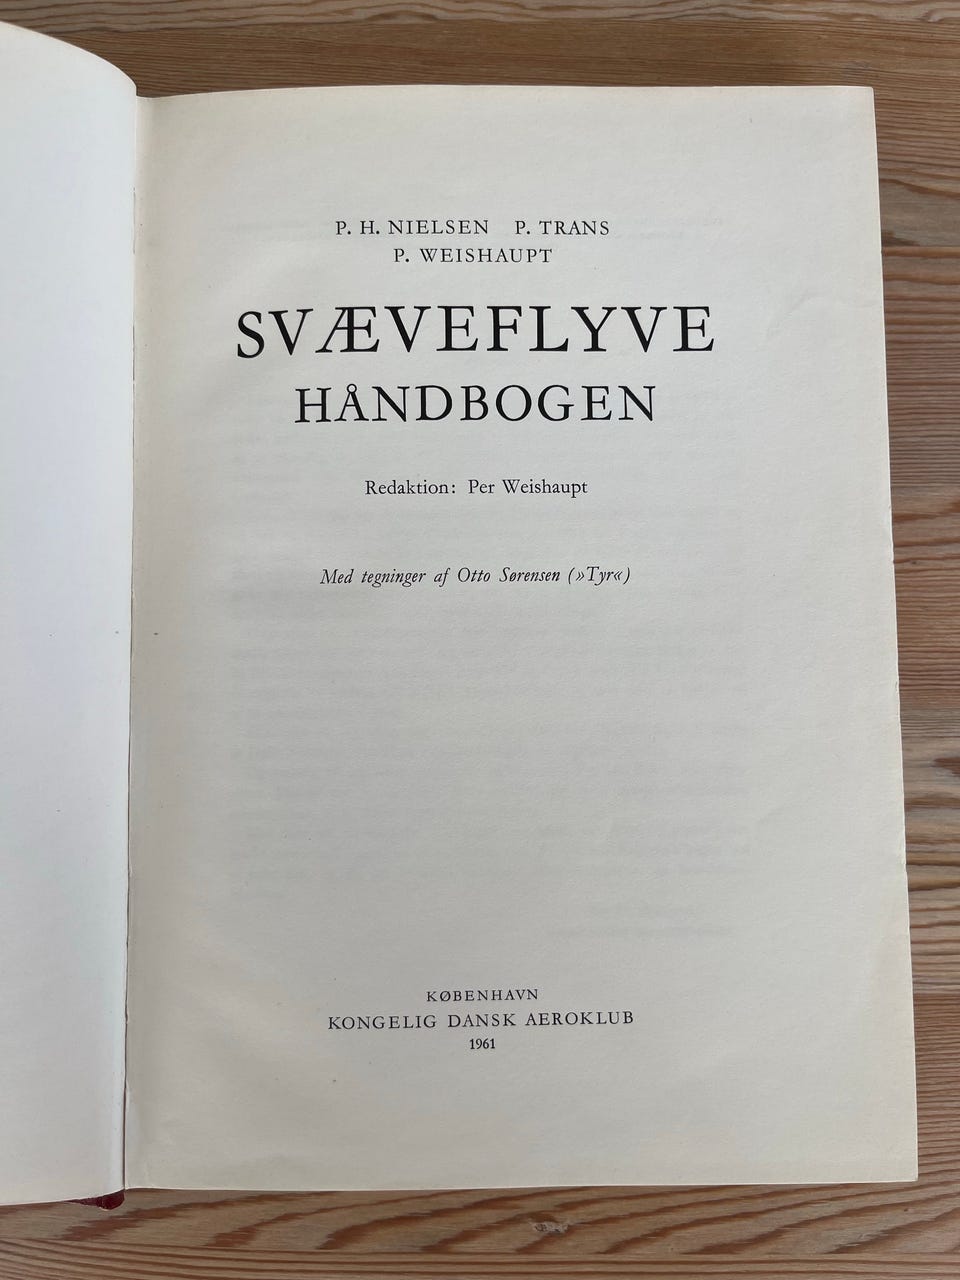 P. H. NIELSEN P. TRANS
P. WEISHAUPT
SVÆVEFLYVE
HÅNDBOGEN
Redaktion: Per Weishaupt
Med tegninger af Otto Sørensen (»Tyr«)
KØBENHAVN
KONGELIG DANSK AEROKLUB
1961